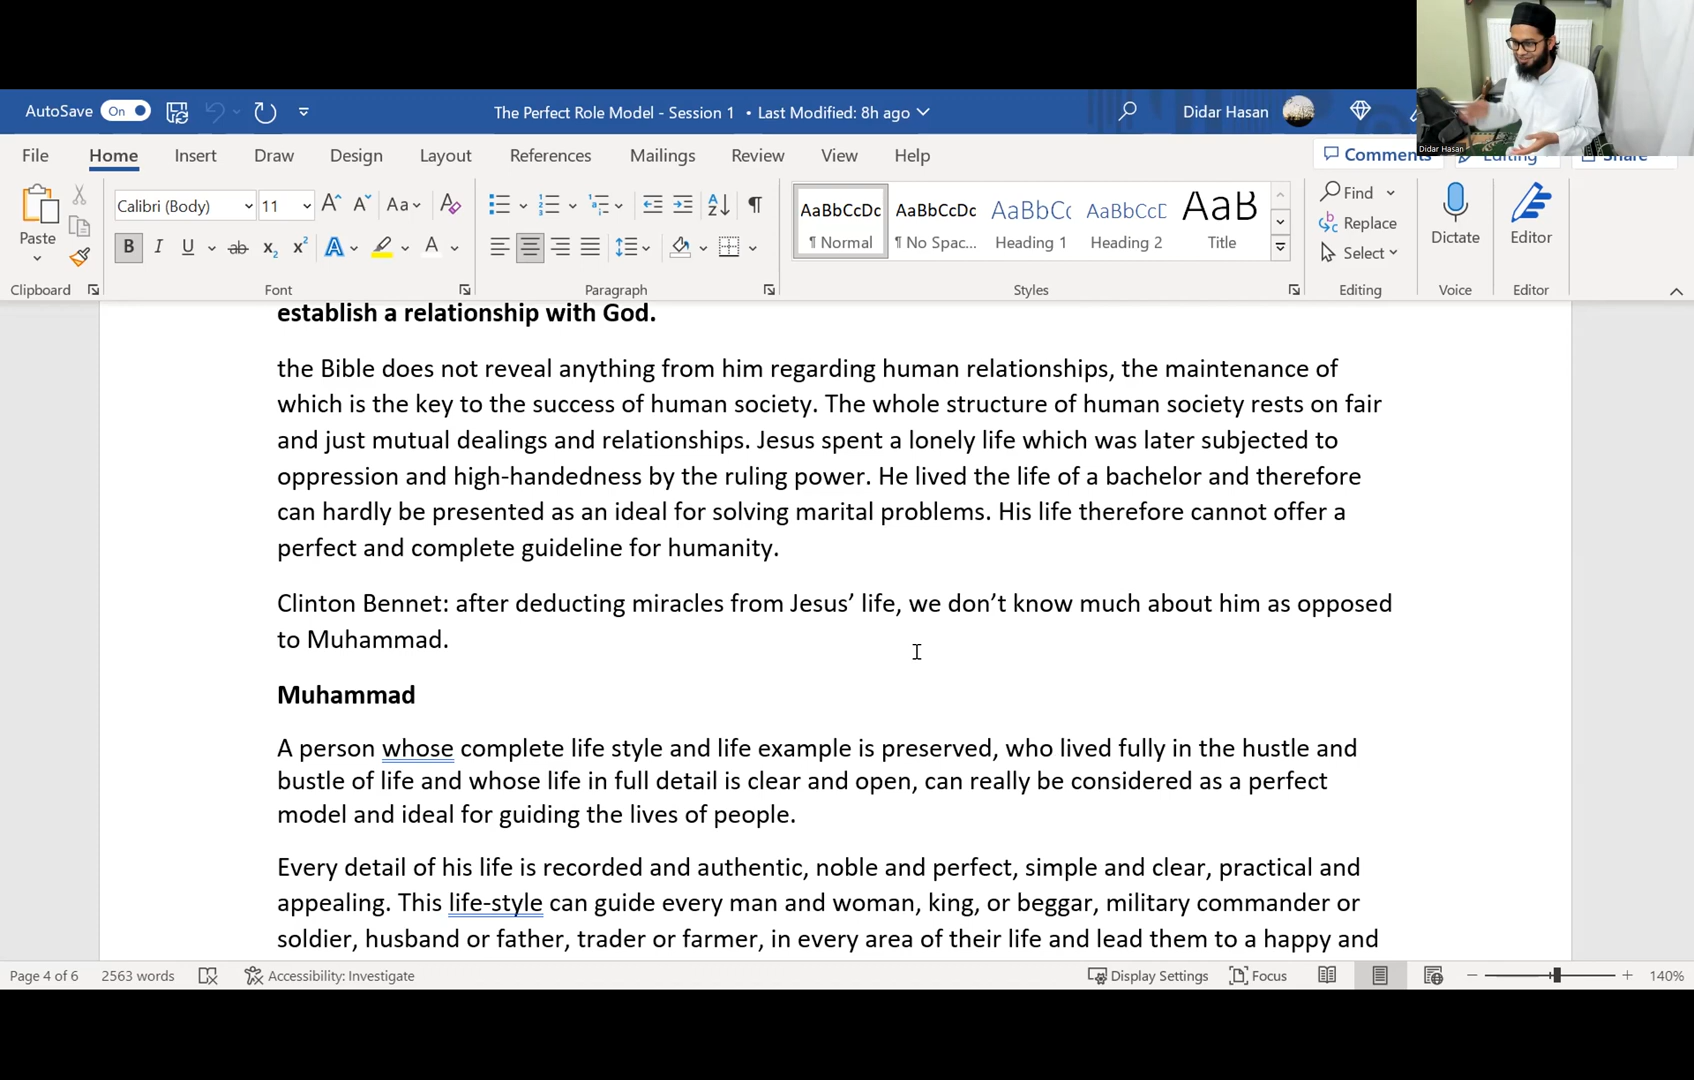 AutoSave On
The Perfect Role Model - Session 1 • Last Modified: 8h ago
Didar Hasan
Didar Hasan
File Home Insert Draw Design Layout References Mailings Review View Help
Comments Editing Share
Calibri (Body) 11
Paste
AaBbCcDc AaBbCcDc AaBbCc AaBbCcD AaB
¶ Normal ¶ No Spac... Heading 1 Heading 2 Title
Find
Replace
Select
Dictate
Editor
Clipboard Font Paragraph Styles Editing Voice Editor
establish a relationship with God.
the Bible does not reveal anything from him regarding human relationships, the maintenance of
which is the key to the success of human society. The whole structure of human society rests on fair
and just mutual dealings and relationships. Jesus spent a lonely life which was later subjected to
oppression and high-handedness by the ruling power. He lived the life of a bachelor and therefore
can hardly be presented as an ideal for solving marital problems. His life therefore cannot offer a
perfect and complete guideline for humanity.
Clinton Bennet: after deducting miracles from Jesus’ life, we don’t know much about him as opposed
to Muhammad.
Muhammad
A person whose complete life style and life example is preserved, who lived fully in the hustle and
bustle of life and whose life in full detail is clear and open, can really be considered as a perfect
model and ideal for guiding the lives of people.
Every detail of his life is recorded and authentic, noble and perfect, simple and clear, practical and
appealing. This life-style can guide every man and woman, king, or beggar, military commander or
soldier, husband or father, trader or farmer, in every area of their life and lead them to a happy and
Page 4 of 6 2563 words Accessibility: Investigate Display Settings Focus 140%